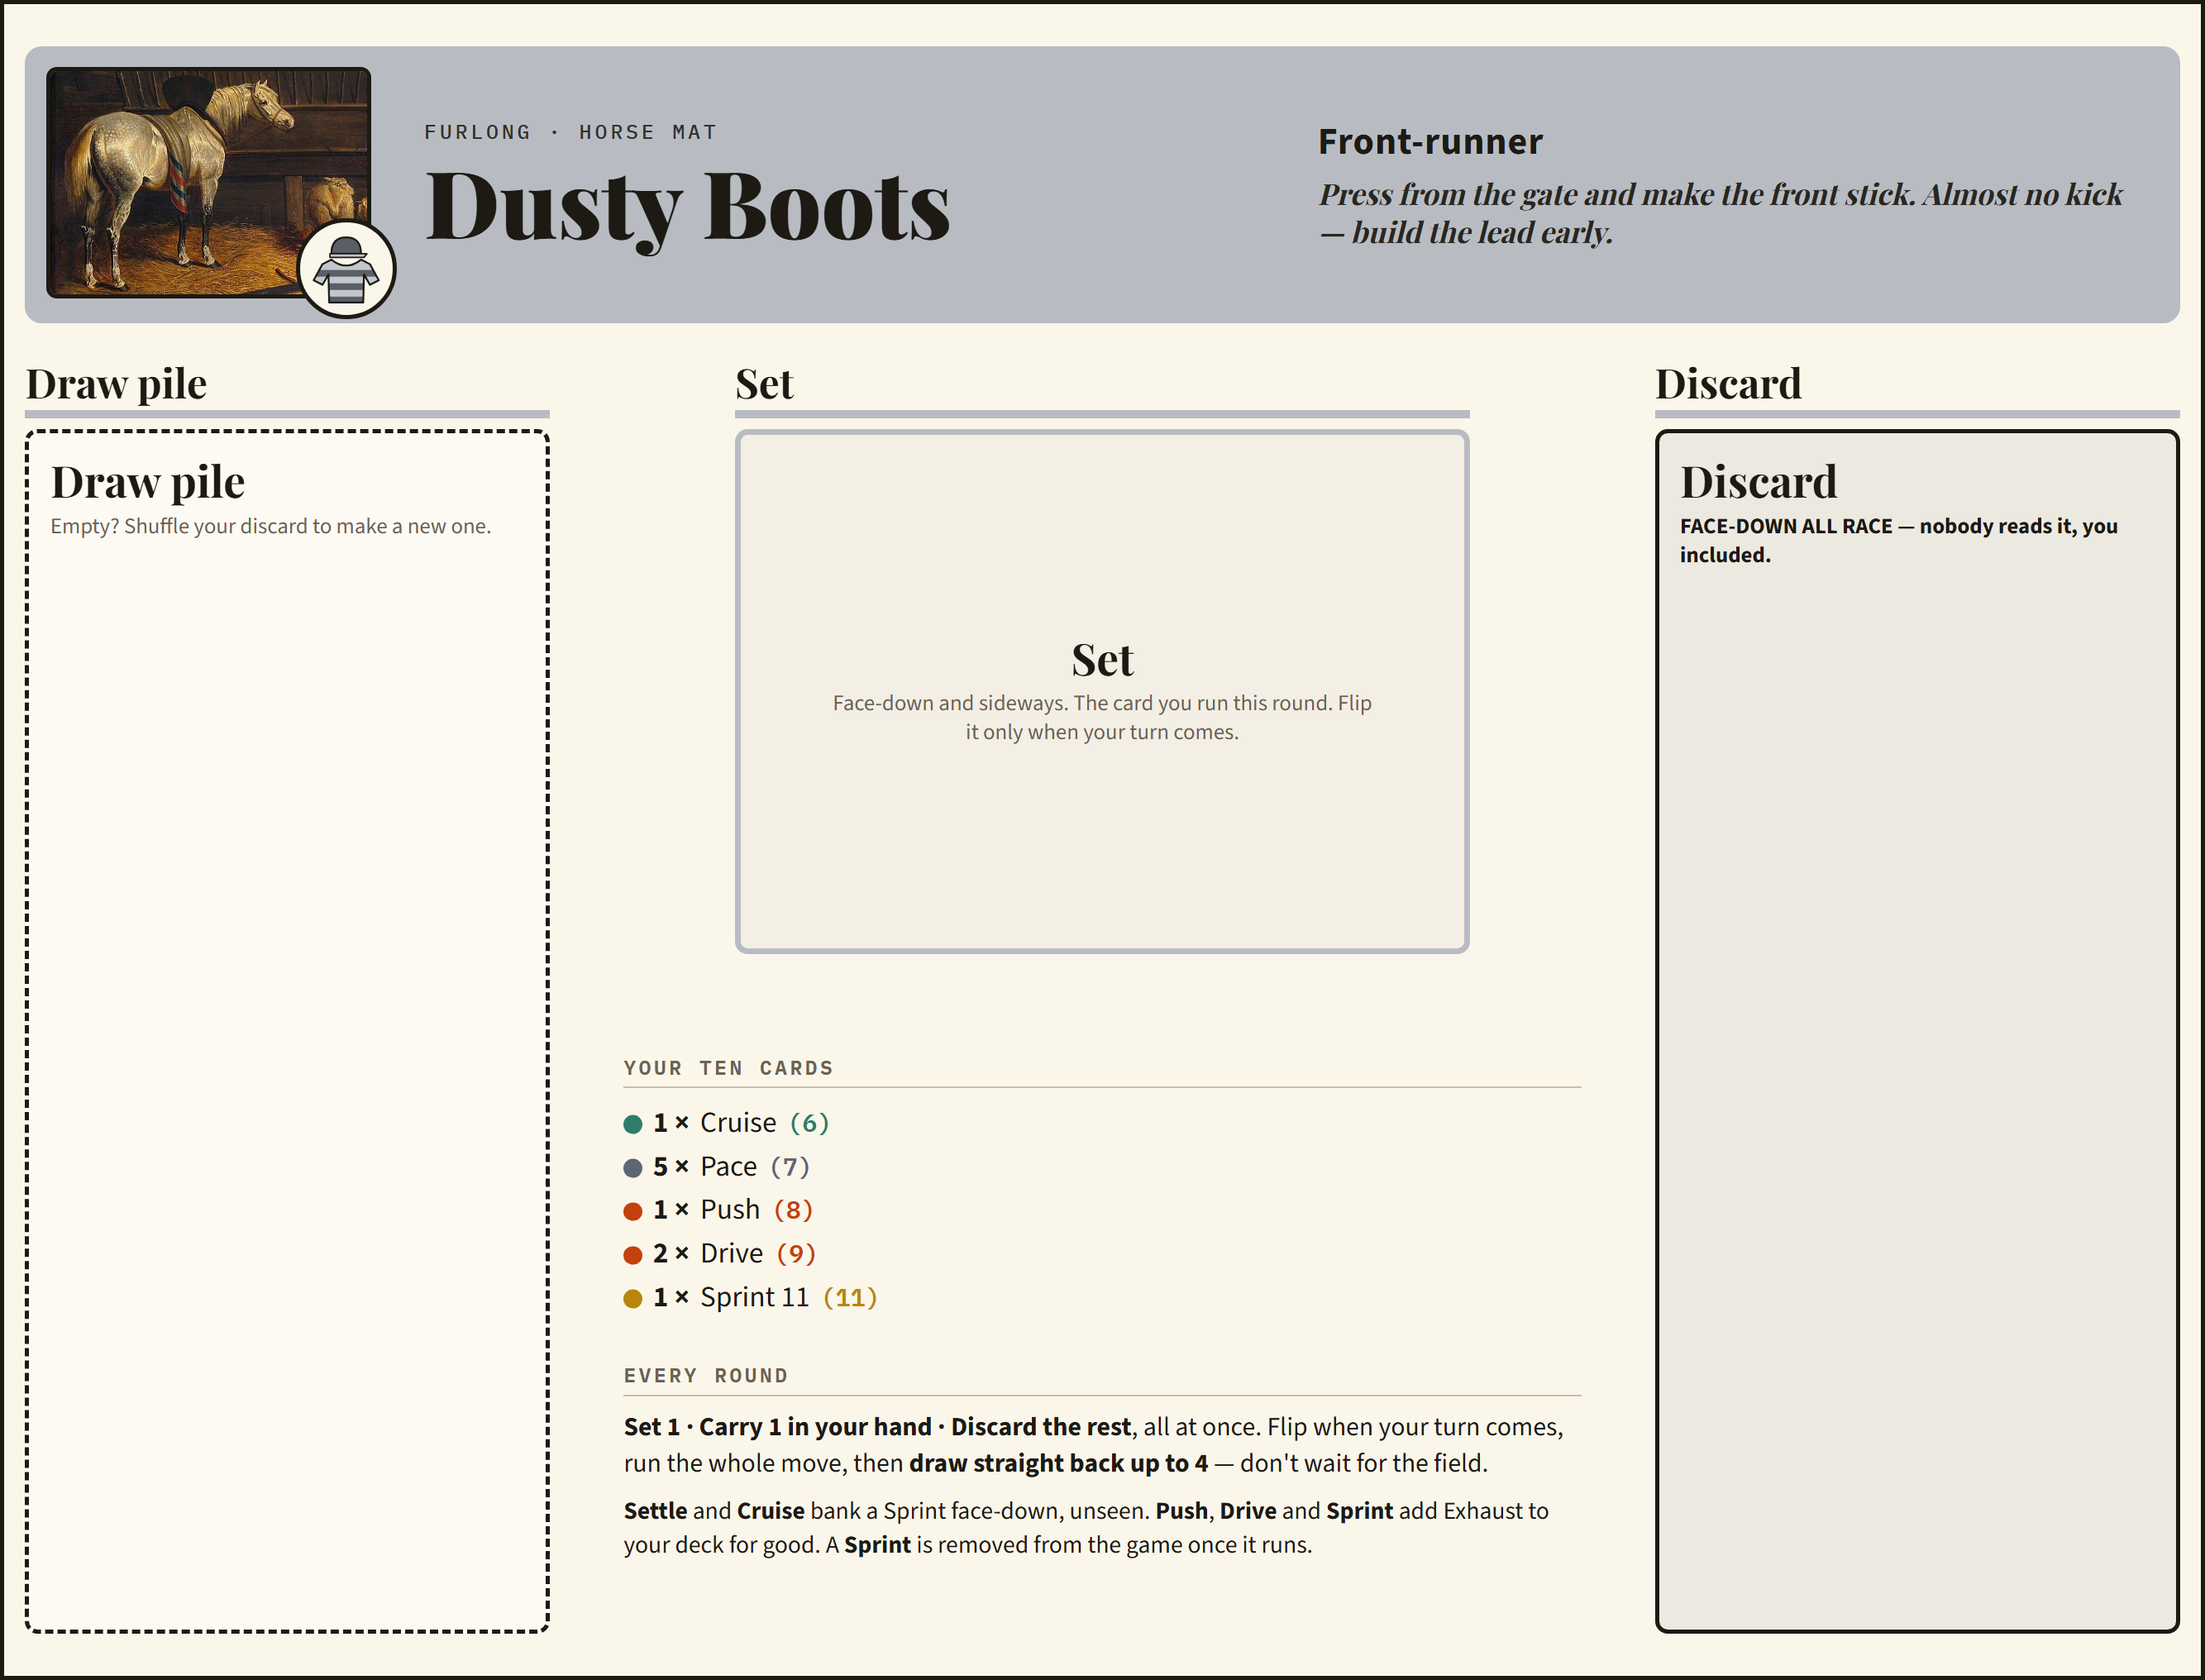 FURLONG · HORSE MAT
Dusty Boots
Front-runner
Press from the gate and make the front stick. Almost no kick
— build the lead early.
Draw pile
Draw pile
Empty? Shuffle your discard to make a new one.
Set
Set
Face-down and sideways. The card you run this round. Flip
it only when your turn comes.
YOUR TEN CARDS
1 × Cruise (6)
5 × Pace (7)
1 × Push (8)
2 × Drive (9)
1 × Sprint 11 (11)
EVERY ROUND
Set 1 · Carry 1 in your hand · Discard the rest, all at once. Flip when your turn comes,
run the whole move, then draw straight back up to 4 — don't wait for the field.
Settle and Cruise bank a Sprint face-down, unseen. Push, Drive and Sprint add Exhaust to
your deck for good. A Sprint is removed from the game once it runs.
Discard
Discard
FACE-DOWN ALL RACE — nobody reads it, you
included.